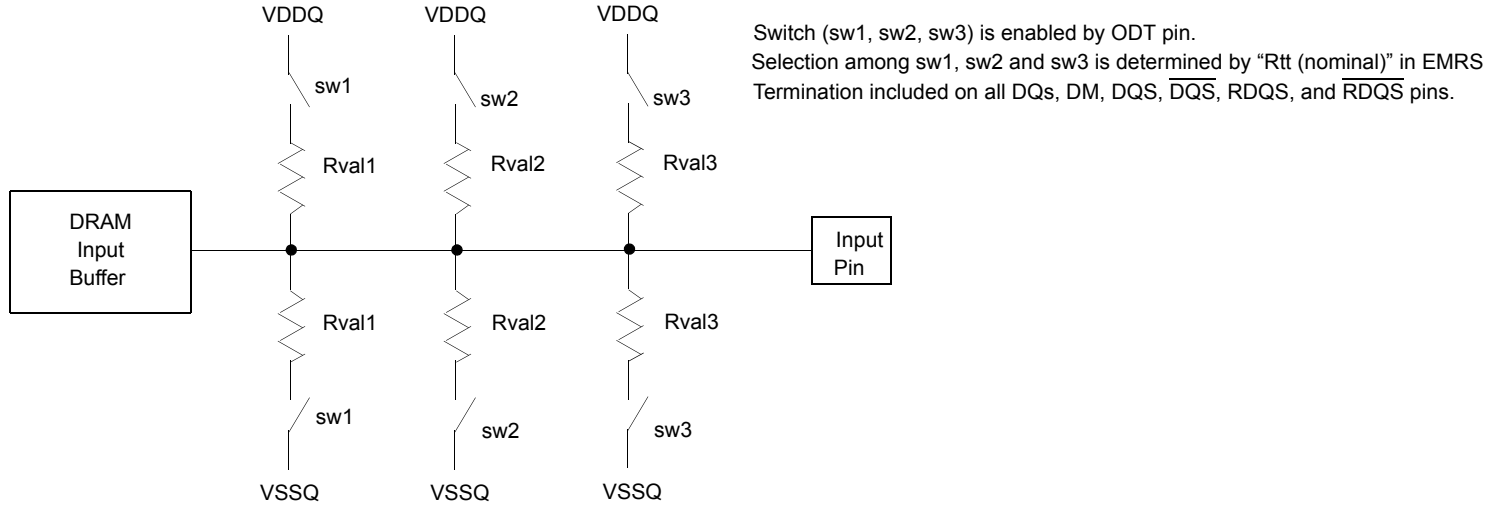 VDDQ VDDQ VDDQ
Switch (sw1, sw2, sw3) is enabled by ODT pin.
Selection among sw1, sw2 and sw3 is determined by “Rtt (nominal)” in EMRS
Termination included on all DQs, DM, DQS, D̅Q̅S̅, RDQS, and R̅D̅Q̅S̅ pins.
sw1 sw2 sw3
Rval1 Rval2 Rval3
DRAM
Input
Buffer
Input
Pin
Rval1 Rval2 Rval3
sw1 sw2 sw3
VSSQ VSSQ VSSQ